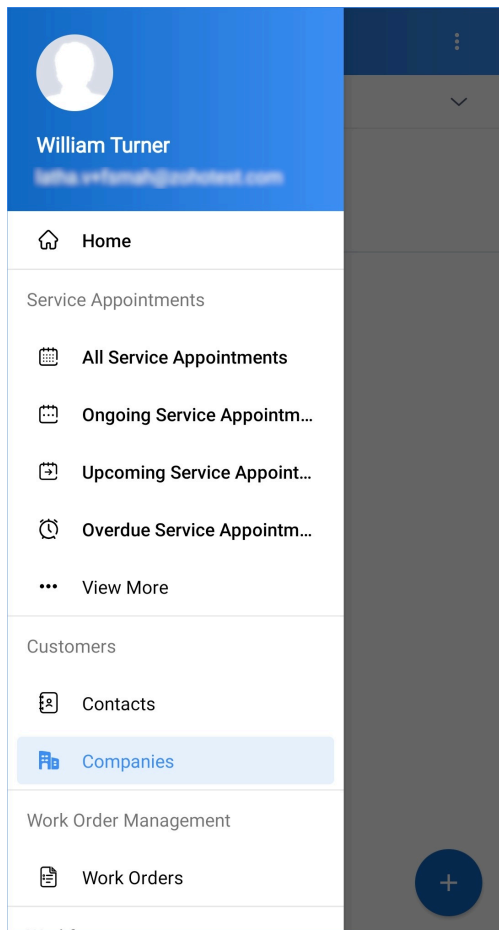 William Turner
Home
Service Appointments
All Service Appointments
Ongoing Service Appointm...
Upcoming Service Appoint...
Overdue Service Appointm...
View More
Customers
Contacts
Companies
Work Order Management
Work Orders